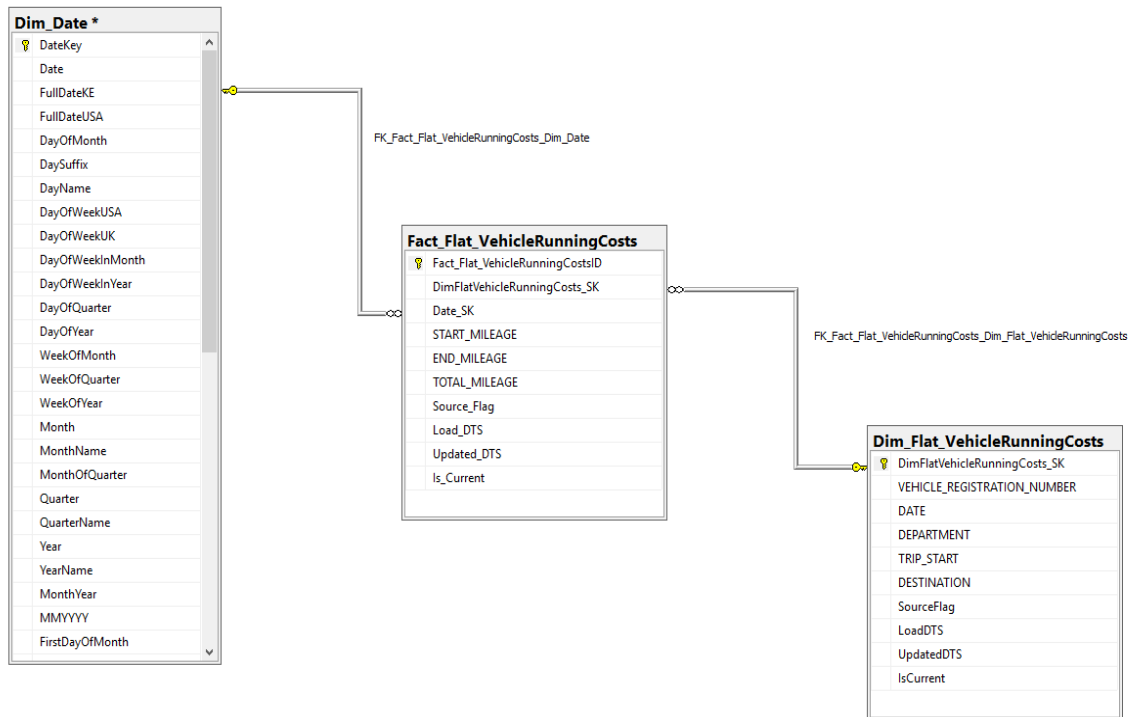 Dim_Date *
DateKey
Date
FullDateKE
FullDateUSA
DayOfMonth
DaySuffix
DayName
DayOfWeekUSA
DayOfWeekUK
DayOfWeekInMonth
DayOfWeekInYear
DayOfQuarter
DayOfYear
WeekOfMonth
WeekOfQuarter
WeekOfYear
Month
MonthName
MonthOfQuarter
Quarter
QuarterName
Year
YearName
MonthYear
MMYYYY
FirstDayOfMonth
FK_Fact_Flat_VehicleRunningCosts_Dim_Date
Fact_Flat_VehicleRunningCosts
Fact_Flat_VehicleRunningCostsID
DimFlatVehicleRunningCosts_SK
Date_SK
START_MILEAGE
END_MILEAGE
TOTAL_MILEAGE
Source_Flag
Load_DTS
Updated_DTS
Is_Current
FK_Fact_Flat_VehicleRunningCosts_Dim_Flat_VehicleRunningCosts
Dim_Flat_VehicleRunningCosts
DimFlatVehicleRunningCosts_SK
VEHICLE_REGISTRATION_NUMBER
DATE
DEPARTMENT
TRIP_START
DESTINATION
SourceFlag
LoadDTS
UpdatedDTS
IsCurrent